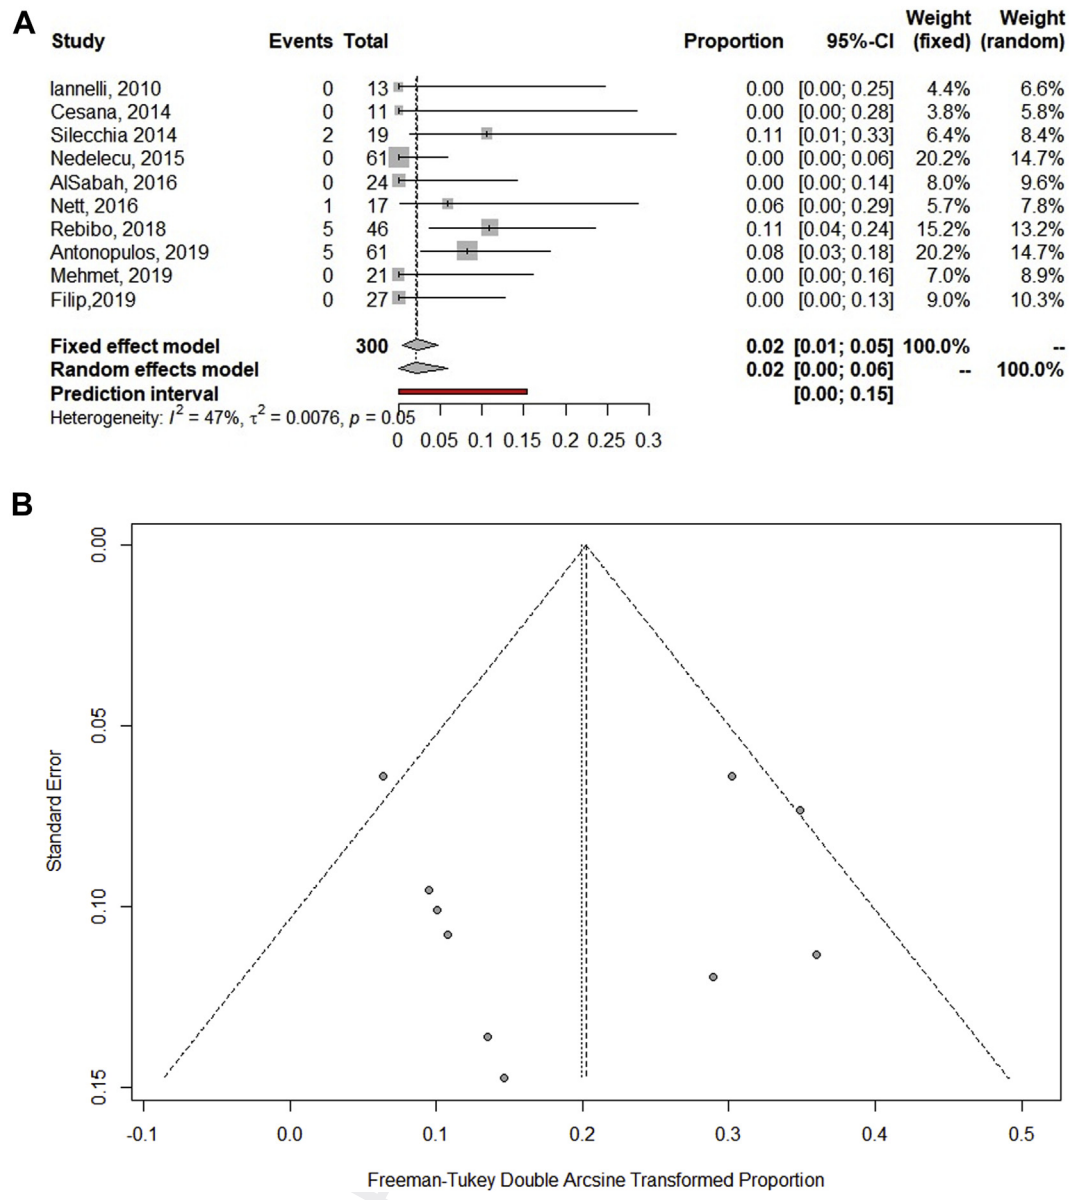 A
Weight Weight
Study Events Total Proportion 95%-CI (fixed) (random)
Iannelli, 2010 0 13 0.00 [0.00; 0.25] 4.4% 6.6%
Cesana, 2014 0 11 0.00 [0.00; 0.28] 3.8% 5.8%
Silecchia 2014 2 19 0.11 [0.01; 0.33] 6.4% 8.4%
Nedelecu, 2015 0 61 0.00 [0.00; 0.06] 20.2% 14.7%
AlSabah, 2016 0 24 0.00 [0.00; 0.14] 8.0% 9.6%
Nett, 2016 1 17 0.06 [0.00; 0.29] 5.7% 7.8%
Rebibo, 2018 5 46 0.11 [0.04; 0.24] 15.2% 13.2%
Antonopulos, 2019 5 61 0.08 [0.03; 0.18] 20.2% 14.7%
Mehmet, 2019 0 21 0.00 [0.00; 0.16] 7.0% 8.9%
Filip,2019 0 27 0.00 [0.00; 0.13] 9.0% 10.3%
Fixed effect model 300 0.02 [0.01; 0.05] 100.0% --
Random effects model 0.02 [0.00; 0.06] -- 100.0%
Prediction interval [0.00; 0.15]
Heterogeneity: I² = 47%, τ² = 0.0076, p = 0.05
0 0.05 0.1 0.15 0.2 0.25 0.3
B
Standard Error
0.00
0.05
0.10
0.15
-0.1 0.0 0.1 0.2 0.3 0.4 0.5
Freeman-Tukey Double Arcsine Transformed Proportion